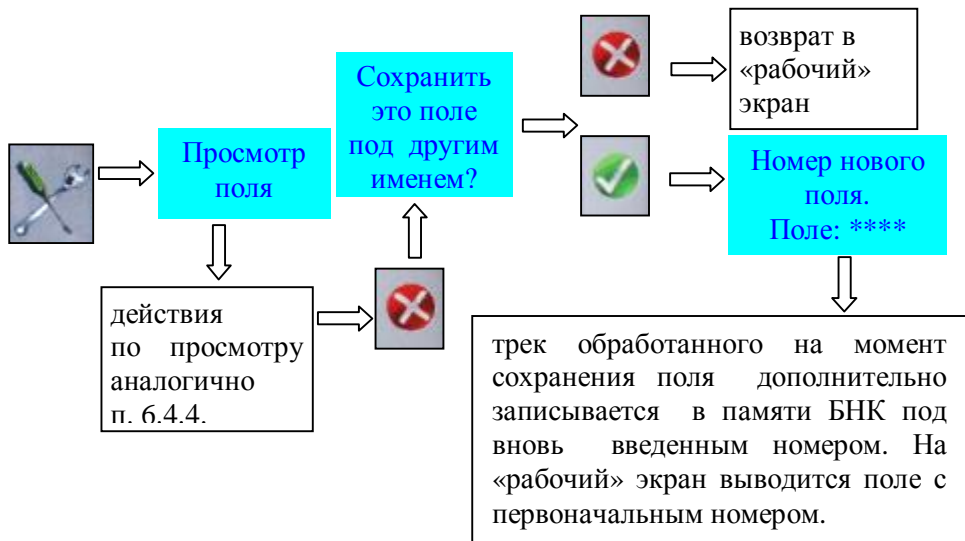 Просмотр
поля
действия
по просмотру
аналогично
п. 6.4.4.
Сохранить
это поле
под другим
именем?
возврат в
«рабочий»
экран
Номер нового
поля.
Поле: ****
трек обработанного на момент
сохранения поля дополнительно
записывается в памяти БНК под
вновь введенным номером. На
«рабочий» экран выводится поле с
первоначальным номером.